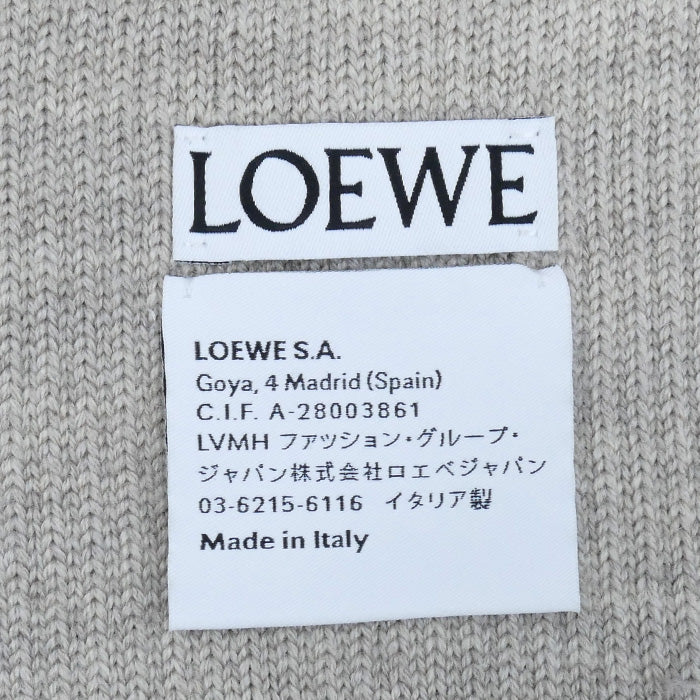 LOEWE
LOEWE S.A.
Goya, 4 Madrid (Spain)
C.I.F. A-28003861
LVMH ファッション・グループ・
ジャパン株式会社ロエベジャパン
03-6215-6116 イタリア製
Made in Italy